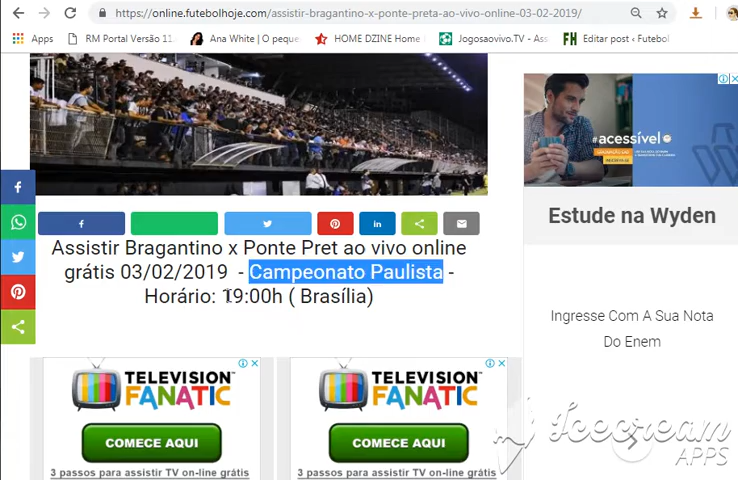 https://online.futebolhoje.com/assistir-bragantino-x-ponte-preta-ao-vivo-online-03-02-2019/
Apps
RM Portal Versão 11.
Ana White | O peque
HOME DZINE Home
Jogosaovivo.TV - Ass
Editar post ‹ Futebol
#acessível
Estude na Wyden
Ingresse Com A Sua Nota
Do Enem
Assistir Bragantino x Ponte Pret ao vivo online
grátis 03/02/2019 - Campeonato Paulista -
Horário: 19:00h ( Brasília)
TELEVISION
FANATIC
COMECE AQUI
3 passos para assistir TV on-line grátis
TELEVISION
FANATIC
COMECE AQUI
3 passos para assistir TV on-line grátis
Icecream
APPS